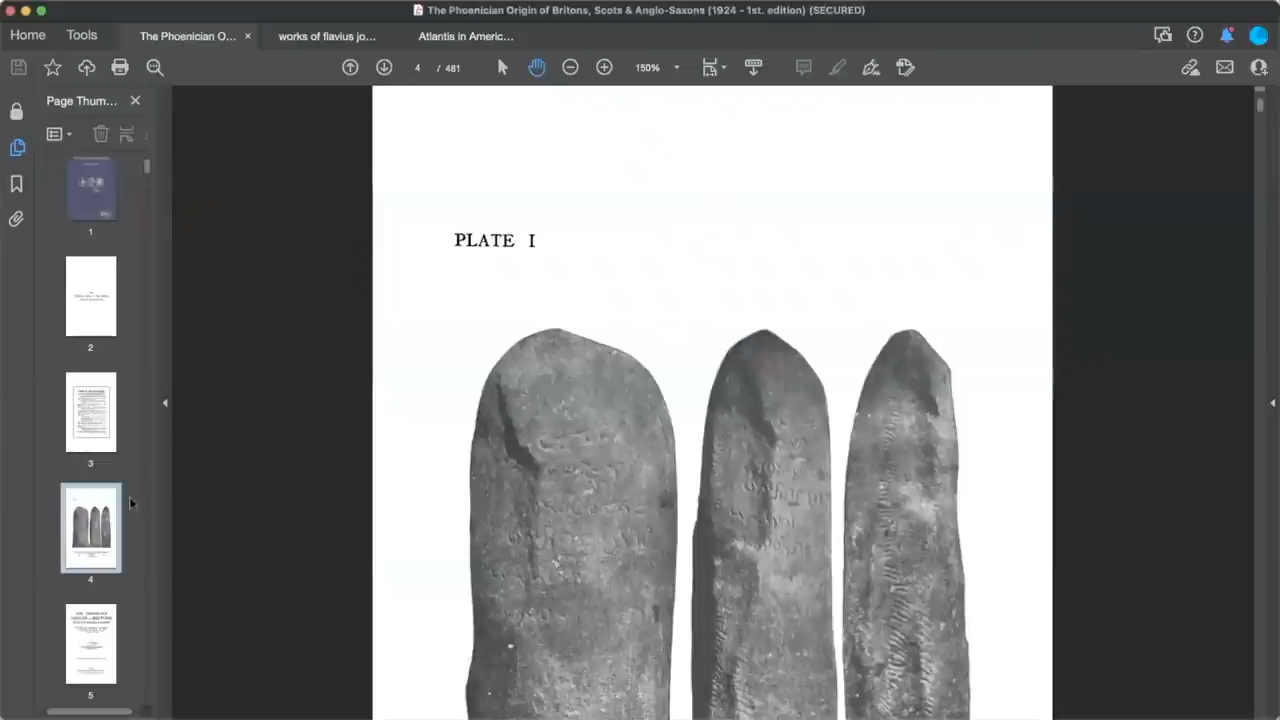 The Phoenician Origin of Britons, Scots & Anglo-Saxons (1924 - 1st. edition) (SECURED)
Home
Tools
The Phoenician O... ×
works of flavius jo...
Atlantis in Americ...
4 / 481
150%
Page Thum...
PLATE I
1
2
3
4
5